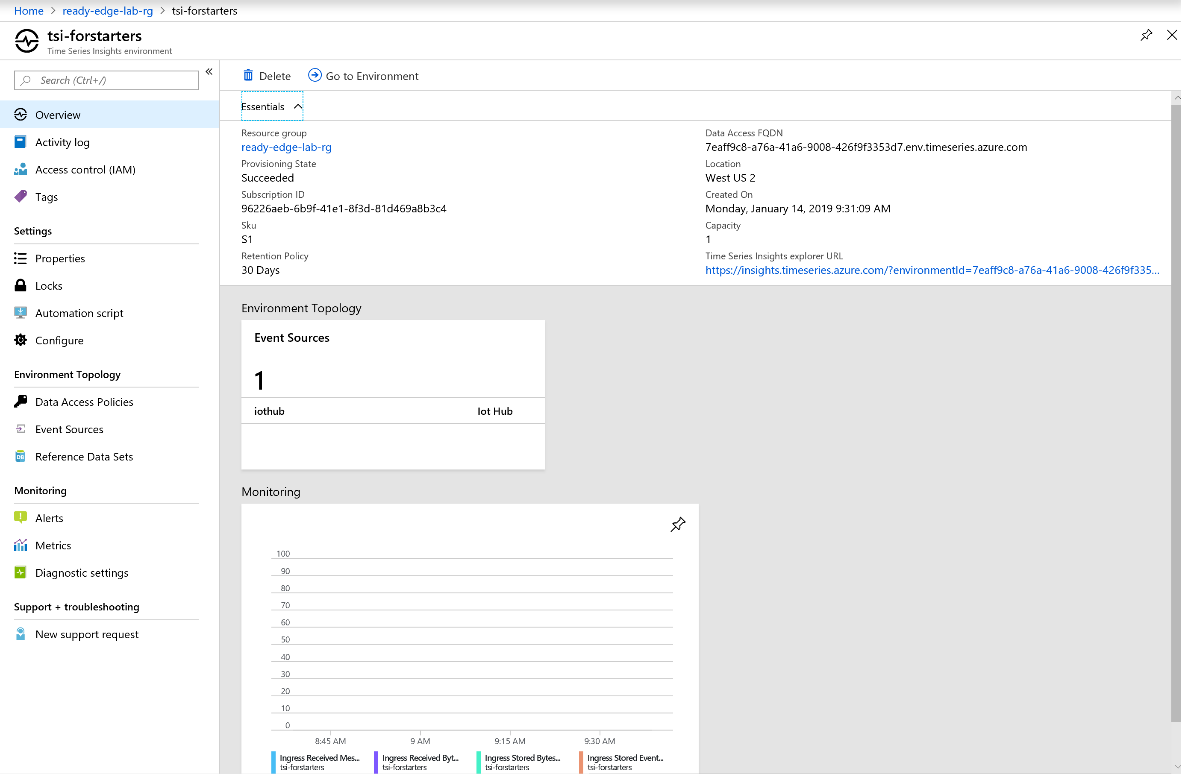 Home > ready-edge-lab-rg > tsi-forstarters
tsi-forstarters
Time Series Insights environment
Search (Ctrl+/)
«
Overview
Activity log
Access control (IAM)
Tags
Settings
Properties
Locks
Automation script
Configure
Environment Topology
Data Access Policies
Event Sources
Reference Data Sets
Monitoring
Alerts
Metrics
Diagnostic settings
Support + troubleshooting
New support request
Delete
Go to Environment
Essentials
Resource group
ready-edge-lab-rg
Provisioning State
Succeeded
Subscription ID
96226aeb-6b9f-41e1-8f3d-81d469a8b3c4
Sku
S1
Retention Policy
30 Days
Data Access FQDN
7eaff9c8-a76a-41a6-9008-426f9f3353d7.env.timeseries.azure.com
Location
West US 2
Created On
Monday, January 14, 2019 9:31:09 AM
Capacity
1
Time Series Insights explorer URL
https://insights.timeseries.azure.com/?environmentId=7eaff9c8-a76a-41a6-9008-426f9f335...
Environment Topology
Event Sources
1
iothub Iot Hub
Monitoring
100
90
80
70
60
50
40
30
20
10
0
8:45 AM 9 AM 9:15 AM 9:30 AM
Ingress Received Mes... Ingress Received Byt... Ingress Stored Bytes... Ingress Stored Event...
tsi-forstarters tsi-forstarters tsi-forstarters tsi-forstarters